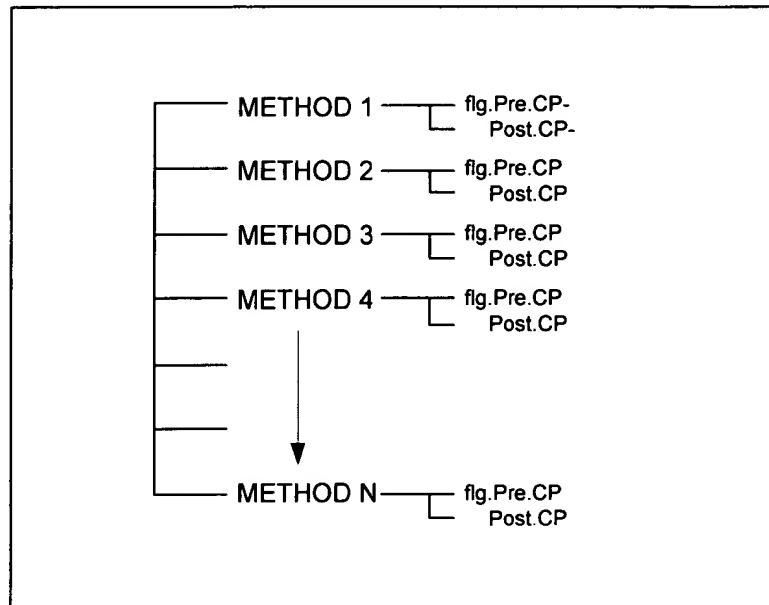 METHOD 1 flg.Pre.CP-
Post.CP-
METHOD 2 flg.Pre.CP
Post.CP
METHOD 3 flg.Pre.CP
Post.CP
METHOD 4 flg.Pre.CP
Post.CP
METHOD N flg.Pre.CP
Post.CP